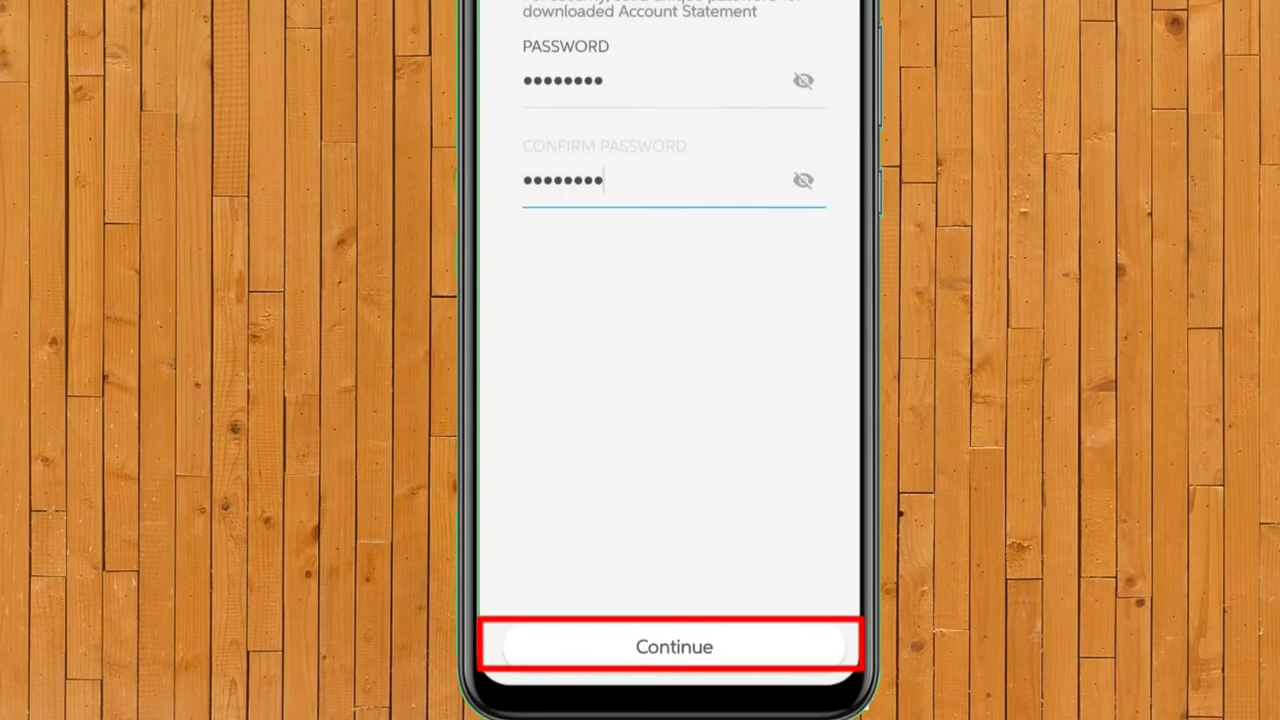 downloaded Account Statement
PASSWORD
••••••••
CONFIRM PASSWORD
••••••••
Continue